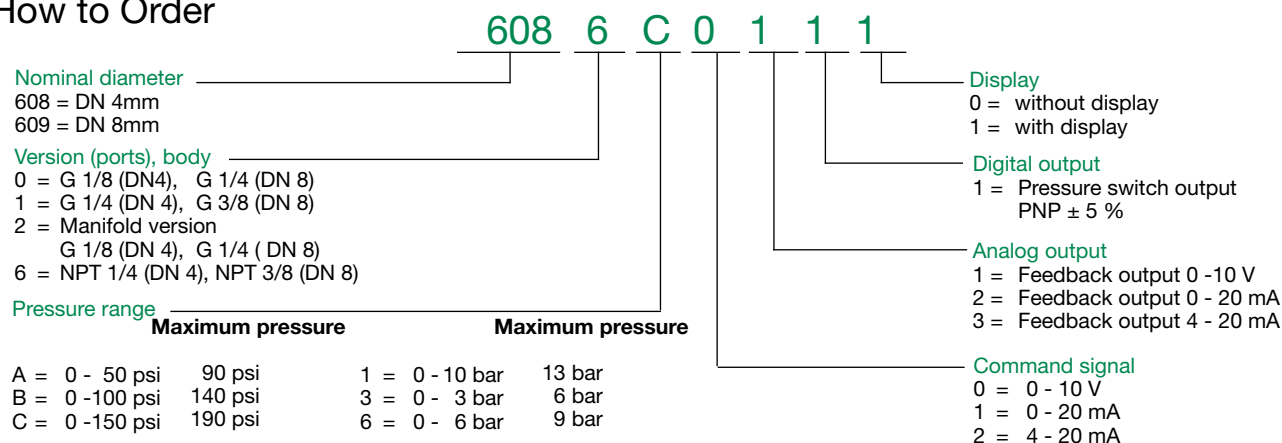 How to Order
608 6 C 0 1 1 1
Nominal diameter
608 = DN 4mm
609 = DN 8mm
Version (ports), body
0 = G 1/8 (DN4), G 1/4 (DN 8)
1 = G 1/4 (DN 4), G 3/8 (DN 8)
2 = Manifold version
G 1/8 (DN 4), G 1/4 ( DN 8)
6 = NPT 1/4 (DN 4), NPT 3/8 (DN 8)
Pressure range
Maximum pressure Maximum pressure
A = 0 - 50 psi 90 psi 1 = 0 - 10 bar 13 bar
B = 0 -100 psi 140 psi 3 = 0 - 3 bar 6 bar
C = 0 -150 psi 190 psi 6 = 0 - 6 bar 9 bar
Display
0 = without display
1 = with display
Digital output
1 = Pressure switch output
PNP ± 5 %
Analog output
1 = Feedback output 0 -10 V
2 = Feedback output 0 - 20 mA
3 = Feedback output 4 - 20 mA
Command signal
0 = 0 - 10 V
1 = 0 - 20 mA
2 = 4 - 20 mA